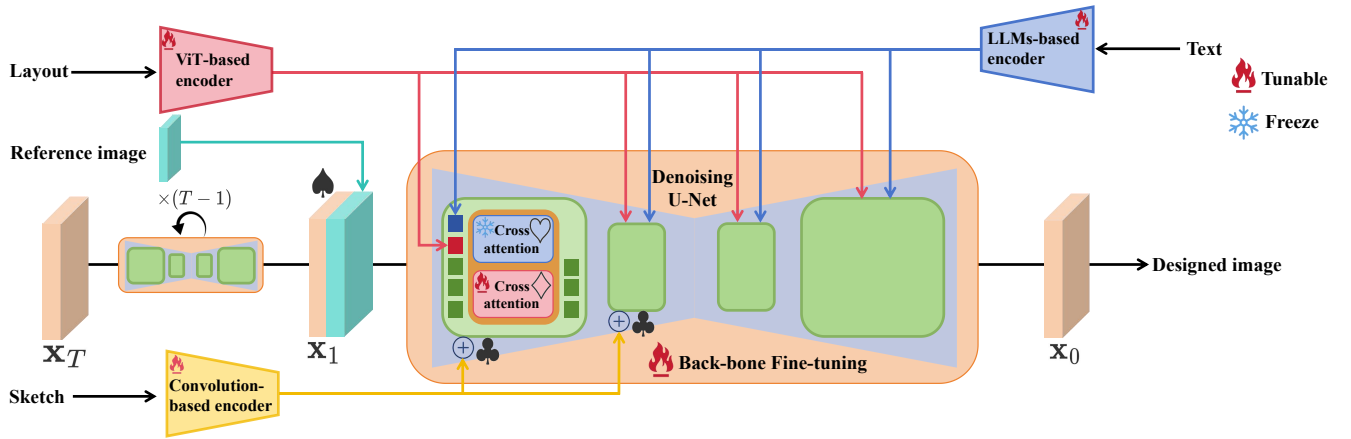 Layout
ViT-based
encoder
LLMs-based
encoder
Text
Tunable
Freeze
Reference image
×(T − 1)
Denoising
U-Net
Cross
attention
Cross
attention
Designed image
x_T
x_1
x_0
Back-bone Fine-tuning
Sketch
Convolution-
based encoder